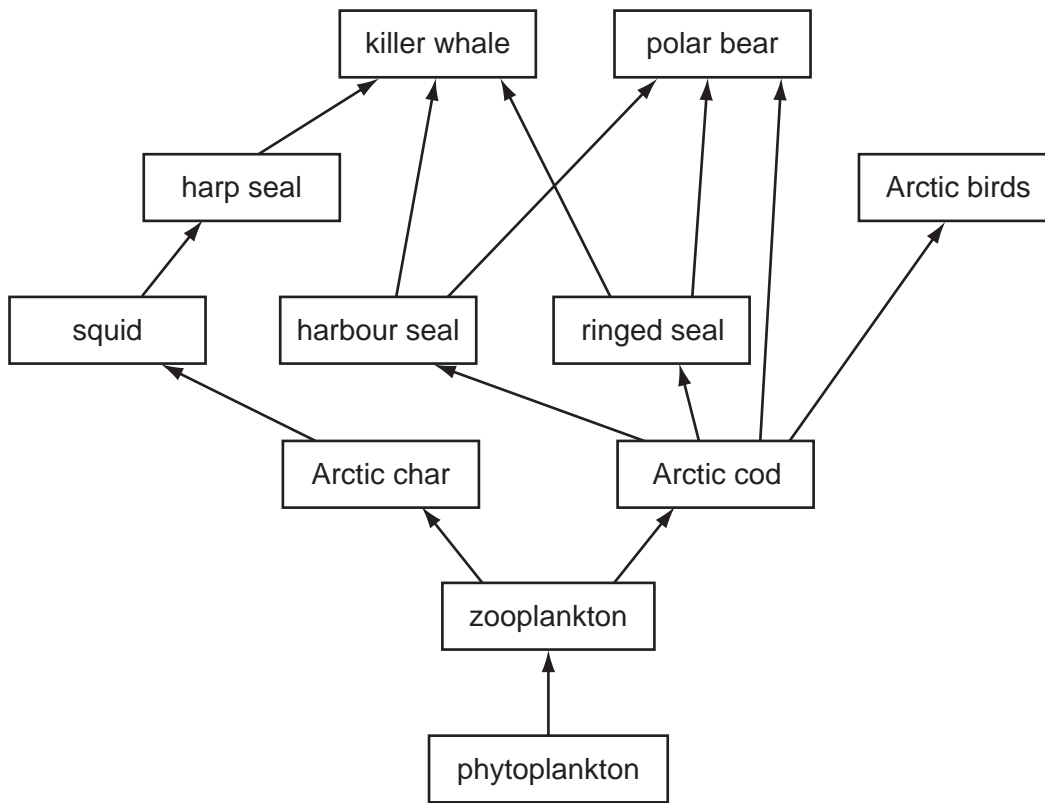 killer whale
polar bear
harp seal
Arctic birds
squid
harbour seal
ringed seal
Arctic char
Arctic cod
zooplankton
phytoplankton